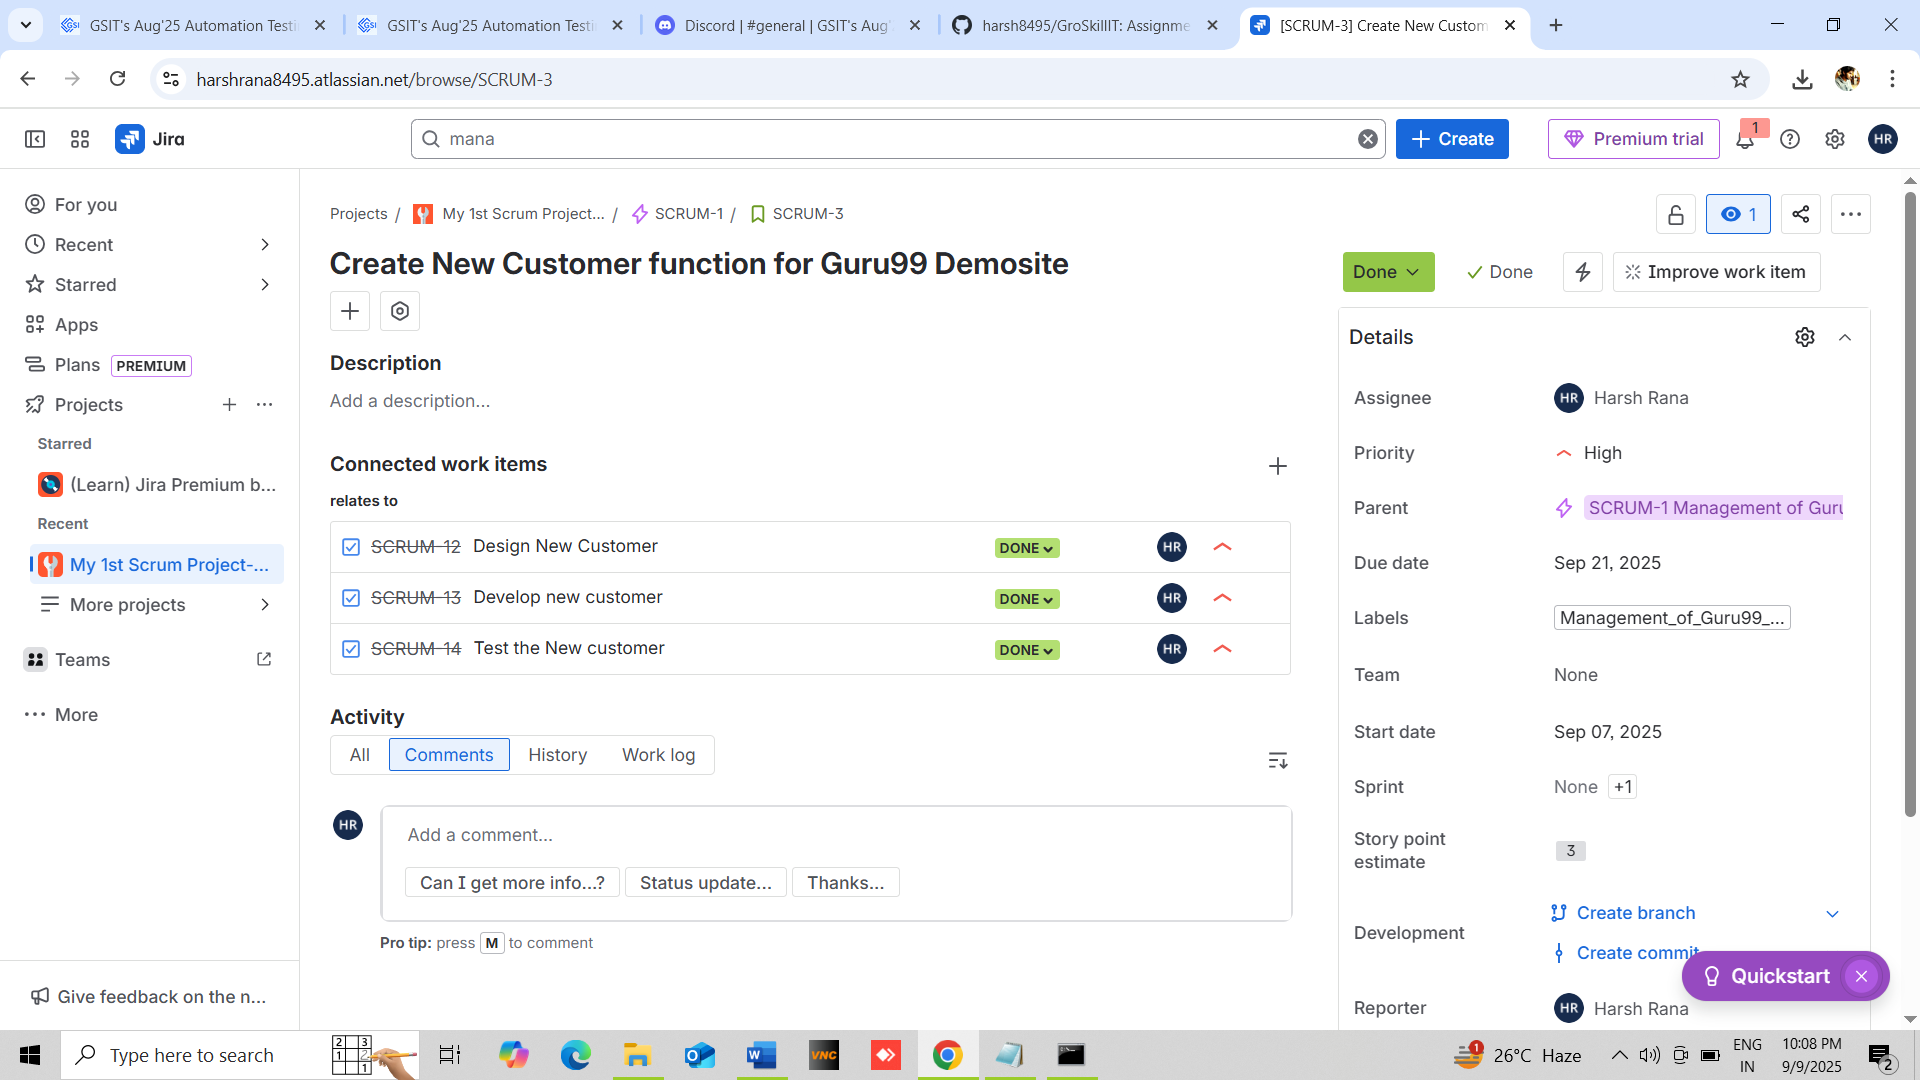 GSIT's Aug'25 Automation Testi
GSIT's Aug'25 Automation Testi
Discord | #general | GSIT's Aug'
harsh8495/GroSkillIT: Assignme
[SCRUM-3] Create New Custom
harshrana8495.atlassian.net/browse/SCRUM-3
Jira
mana
Create
Premium trial
1
HR
For you
Recent
Starred
Apps
Plans PREMIUM
Projects
Starred
(Learn) Jira Premium b...
Recent
My 1st Scrum Project-...
More projects
Teams
More
Give feedback on the n...
Projects / My 1st Scrum Project... / SCRUM-1 / SCRUM-3
1
Create New Customer function for Guru99 Demosite
Done
Done
Improve work item
Description
Add a description...
Connected work items
relates to
SCRUM-12 Design New Customer DONE HR
SCRUM-13 Develop new customer DONE HR
SCRUM-14 Test the New customer DONE HR
Activity
All Comments History Work log
HR
Add a comment...
Can I get more info...? Status update... Thanks...
Pro tip: press M to comment
Details
Assignee HR Harsh Rana
Priority High
Parent SCRUM-1 Management of Guru
Due date Sep 21, 2025
Labels Management_of_Guru99_...
Team None
Start date Sep 07, 2025
Sprint None +1
Story point estimate 3
Development
Create branch
Create commit
Quickstart
Reporter HR Harsh Rana
Type here to search
26°C Haze
1
ENG
IN
10:08 PM
9/9/2025
2